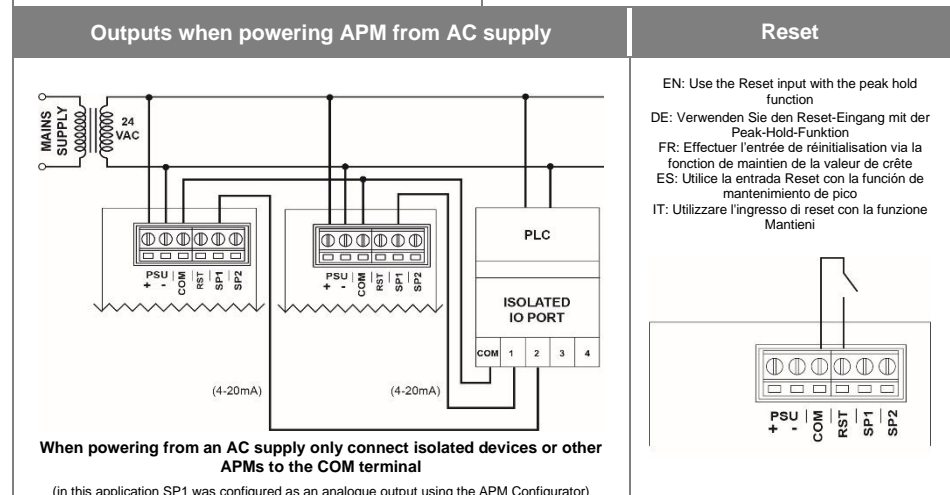 Outputs when powering APM from AC supply
MAINS
SUPPLY
24
VAC
PSU
+ -
COM
RST
SP1
SP2
PSU
+ -
COM
RST
SP1
SP2
PLC
ISOLATED
IO PORT
COM 1 2 3 4
(4-20mA)
(4-20mA)
When powering from an AC supply only connect isolated devices or other
APMs to the COM terminal
(in this application SP1 was configured as an analogue output using the APM Configurator)
Reset
EN: Use the Reset input with the peak hold
function
DE: Verwenden Sie den Reset-Eingang mit der
Peak-Hold-Funktion
FR: Effectuer l'entrée de réinitialisation via la
fonction de maintien de la valeur de crête
ES: Utilice la entrada Reset con la función de
mantenimiento de pico
IT: Utilizzare l'ingresso di reset con la funzione
Mantieni
PSU
+ -
COM
RST
SP1
SP2